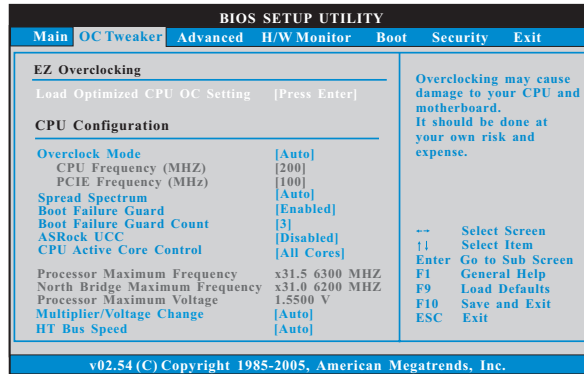 BIOS SETUP UTILITY
Main OC Tweaker Advanced H/W Monitor Boot Security Exit
EZ Overclocking
Load Optimized CPU OC Setting [Press Enter]
CPU Configuration
Overclock Mode [Auto]
CPU Frequency (MHZ) [200]
PCIE Frequency (MHz) [100]
Spread Spectrum [Auto]
Boot Failure Guard [Enabled]
Boot Failure Guard Count [3]
ASRock UCC [Disabled]
CPU Active Core Control [All Cores]
Processor Maximum Frequency x31.5 6300 MHZ
North Bridge Maximum Frequency x31.0 6200 MHZ
Processor Maximum Voltage 1.5500 V
Multiplier/Voltage Change [Auto]
HT Bus Speed [Auto]
Overclocking may cause
damage to your CPU and
motherboard.
It should be done at
your own risk and
expense.
←→ Select Screen
↑↓ Select Item
Enter Go to Sub Screen
F1 General Help
F9 Load Defaults
F10 Save and Exit
ESC Exit
v02.54 (C) Copyright 1985-2005, American Megatrends, Inc.